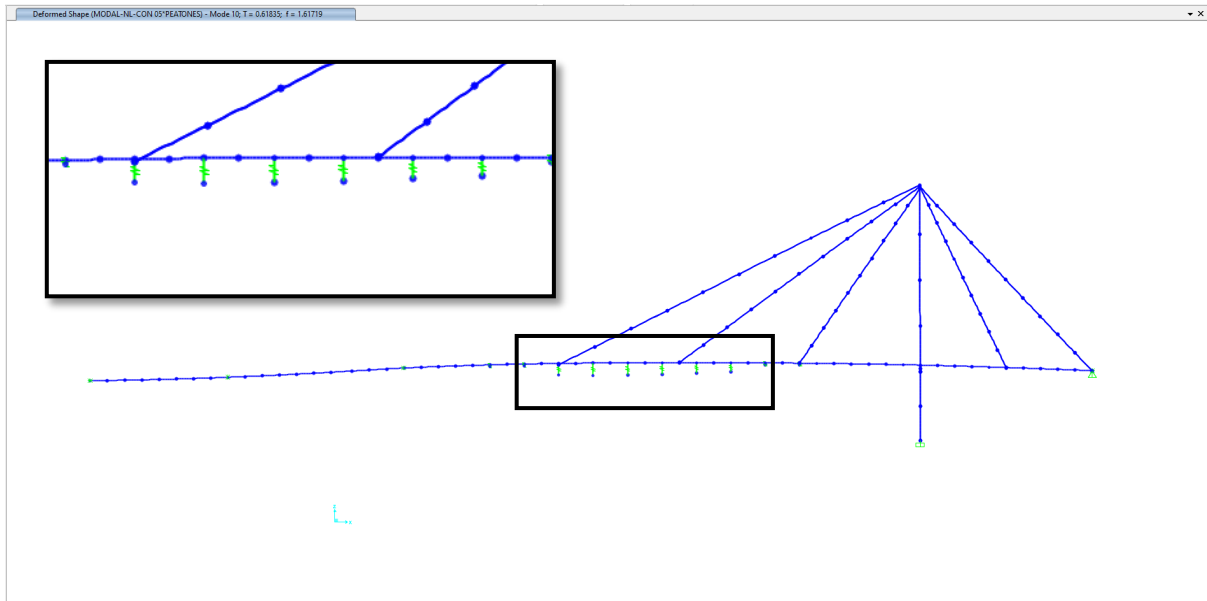 Deformed Shape (MODAL-NL-CON 05*PEATONES) - Mode 10; T = 0.61835; f = 1.61719